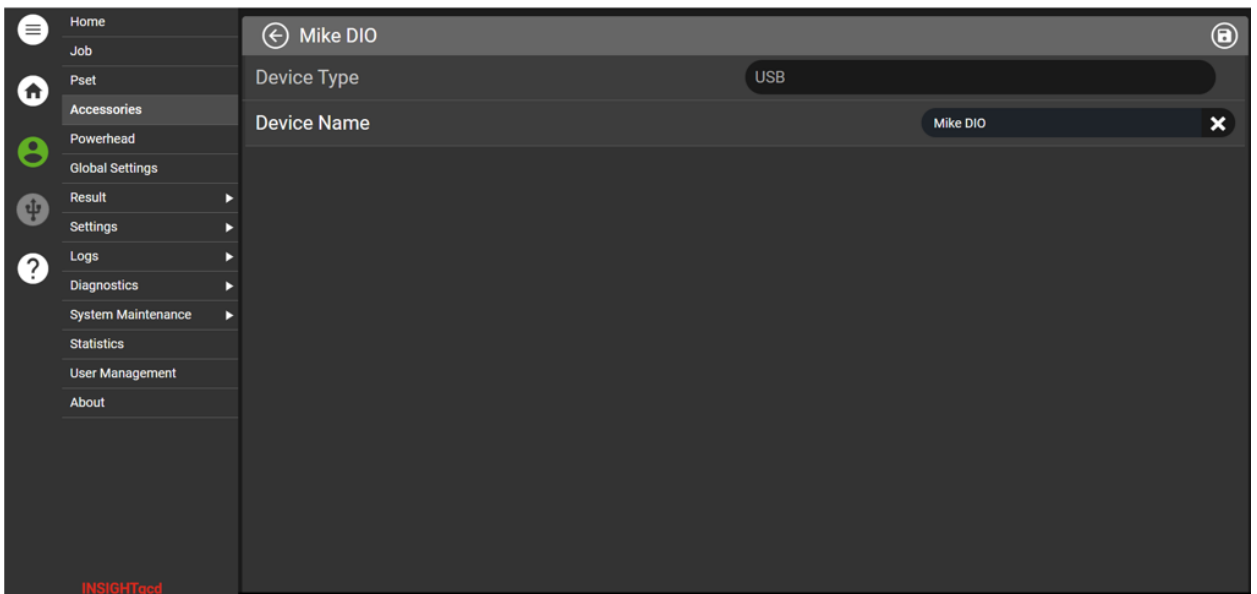 Home
Job
Pset
Accessories
Powerhead
Global Settings
Result
Settings
Logs
Diagnostics
System Maintenance
Statistics
User Management
About
INSIGHTqcd
Mike DIO
Device Type
USB
Device Name
Mike DIO